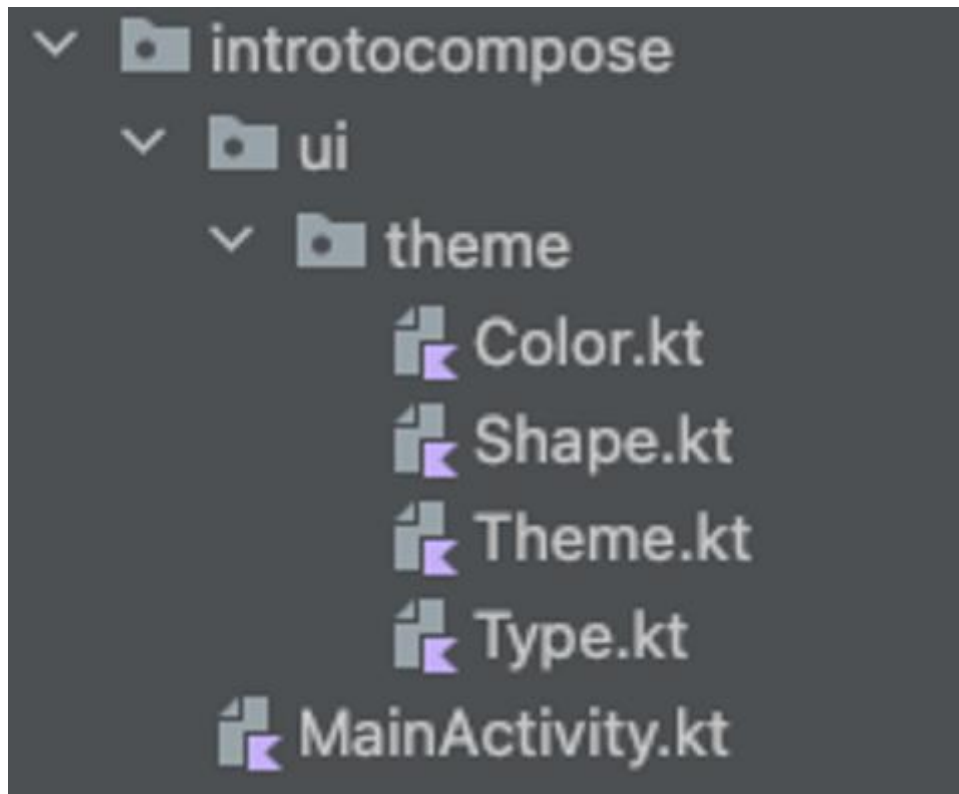 introtocompose
ui
theme
Color.kt
Shape.kt
Theme.kt
Type.kt
MainActivity.kt